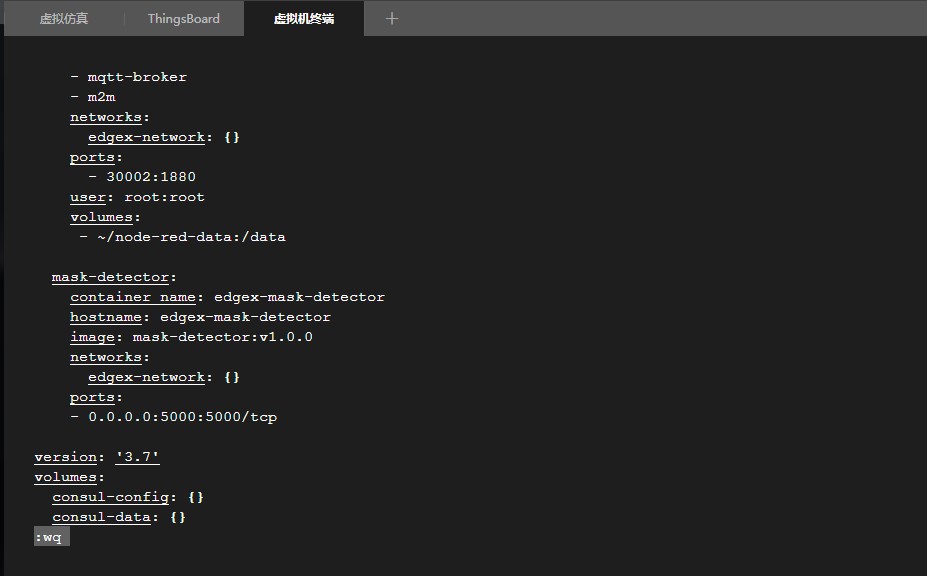 虚拟仿真
ThingsBoard
虚拟机终端
+
- mqtt-broker
- m2m
networks:
edgex-network: {}
ports:
- 30002:1880
user: root:root
volumes:
- ~/node-red-data:/data
mask-detector:
container_name: edgex-mask-detector
hostname: edgex-mask-detector
image: mask-detector:v1.0.0
networks:
edgex-network: {}
ports:
- 0.0.0.0:5000:5000/tcp
version: '3.7'
volumes:
consul-config: {}
consul-data: {}
:wq